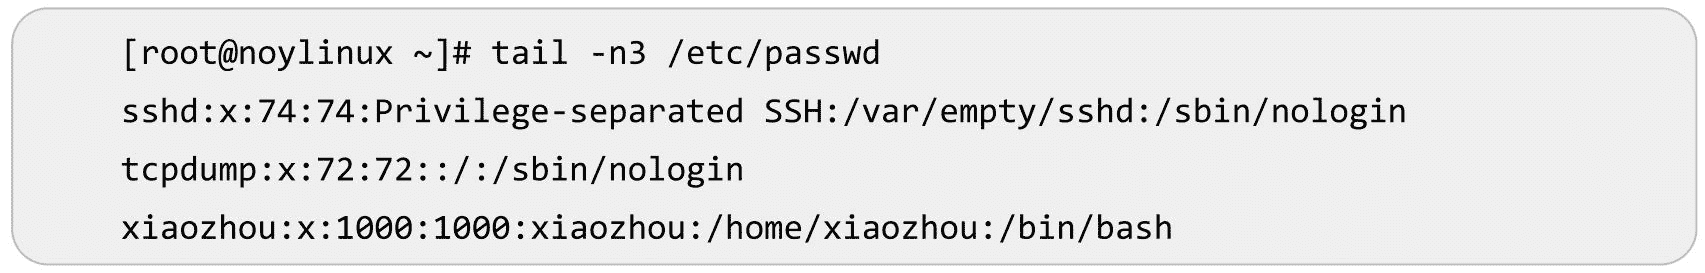 [root@noylinux ~]# tail -n3 /etc/passwd
sshd:x:74:74:Privilege-separated SSH:/var/empty/sshd:/sbin/nologin
tcpdump:x:72:72::/:/sbin/nologin
xiaozhou:x:1000:1000:xiaozhou:/home/xiaozhou:/bin/bash